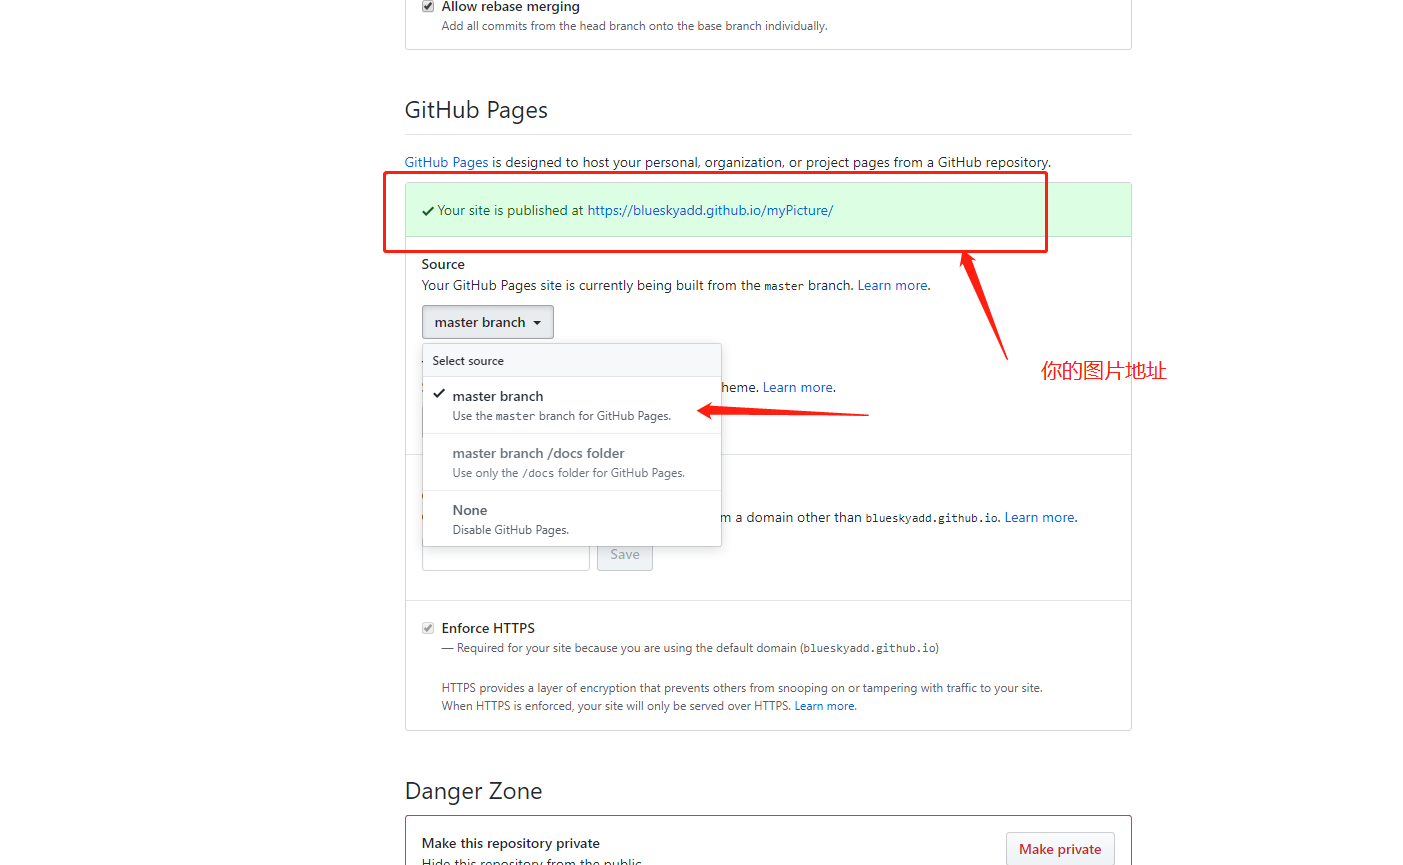 Allow rebase merging
Add all commits from the head branch onto the base branch individually.
GitHub Pages
GitHub Pages is designed to host your personal, organization, or project pages from a GitHub repository.
Your site is published at https://blueskyadd.github.io/myPicture/
Source
Your GitHub Pages site is currently being built from the master branch. Learn more.
master branch
Select source
master branch
Use the master branch for GitHub Pages.
heme. Learn more.
你的图片地址
master branch /docs folder
Use only the /docs folder for GitHub Pages.
None
Disable GitHub Pages.
m a domain other than blueskyadd.github.io. Learn more.
Save
Enforce HTTPS
— Required for your site because you are using the default domain (blueskyadd.github.io)
HTTPS provides a layer of encryption that prevents others from snooping on or tampering with traffic to your site.
When HTTPS is enforced, your site will only be served over HTTPS. Learn more.
Danger Zone
Make this repository private
Make private
Hide this repository from the public.